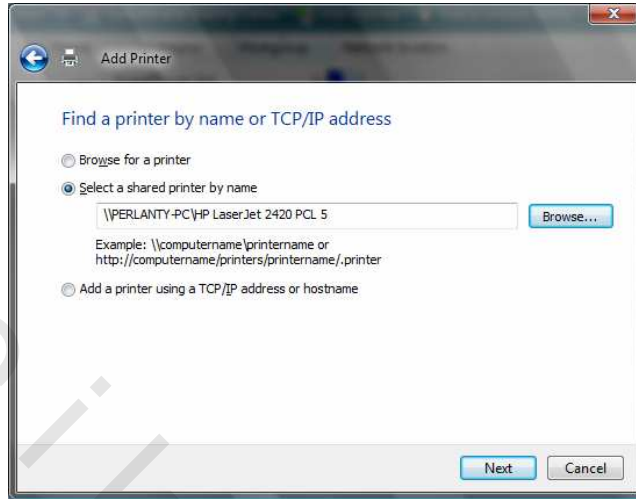 Add Printer
Find a printer by name or TCP/IP address
Browse for a printer
Select a shared printer by name
\\PERLANTY-PC\HP LaserJet 2420 PCL 5
Browse...
Example: \\computername\printername or
http://computername/printers/printername/.printer
Add a printer using a TCP/IP address or hostname
Next
Cancel